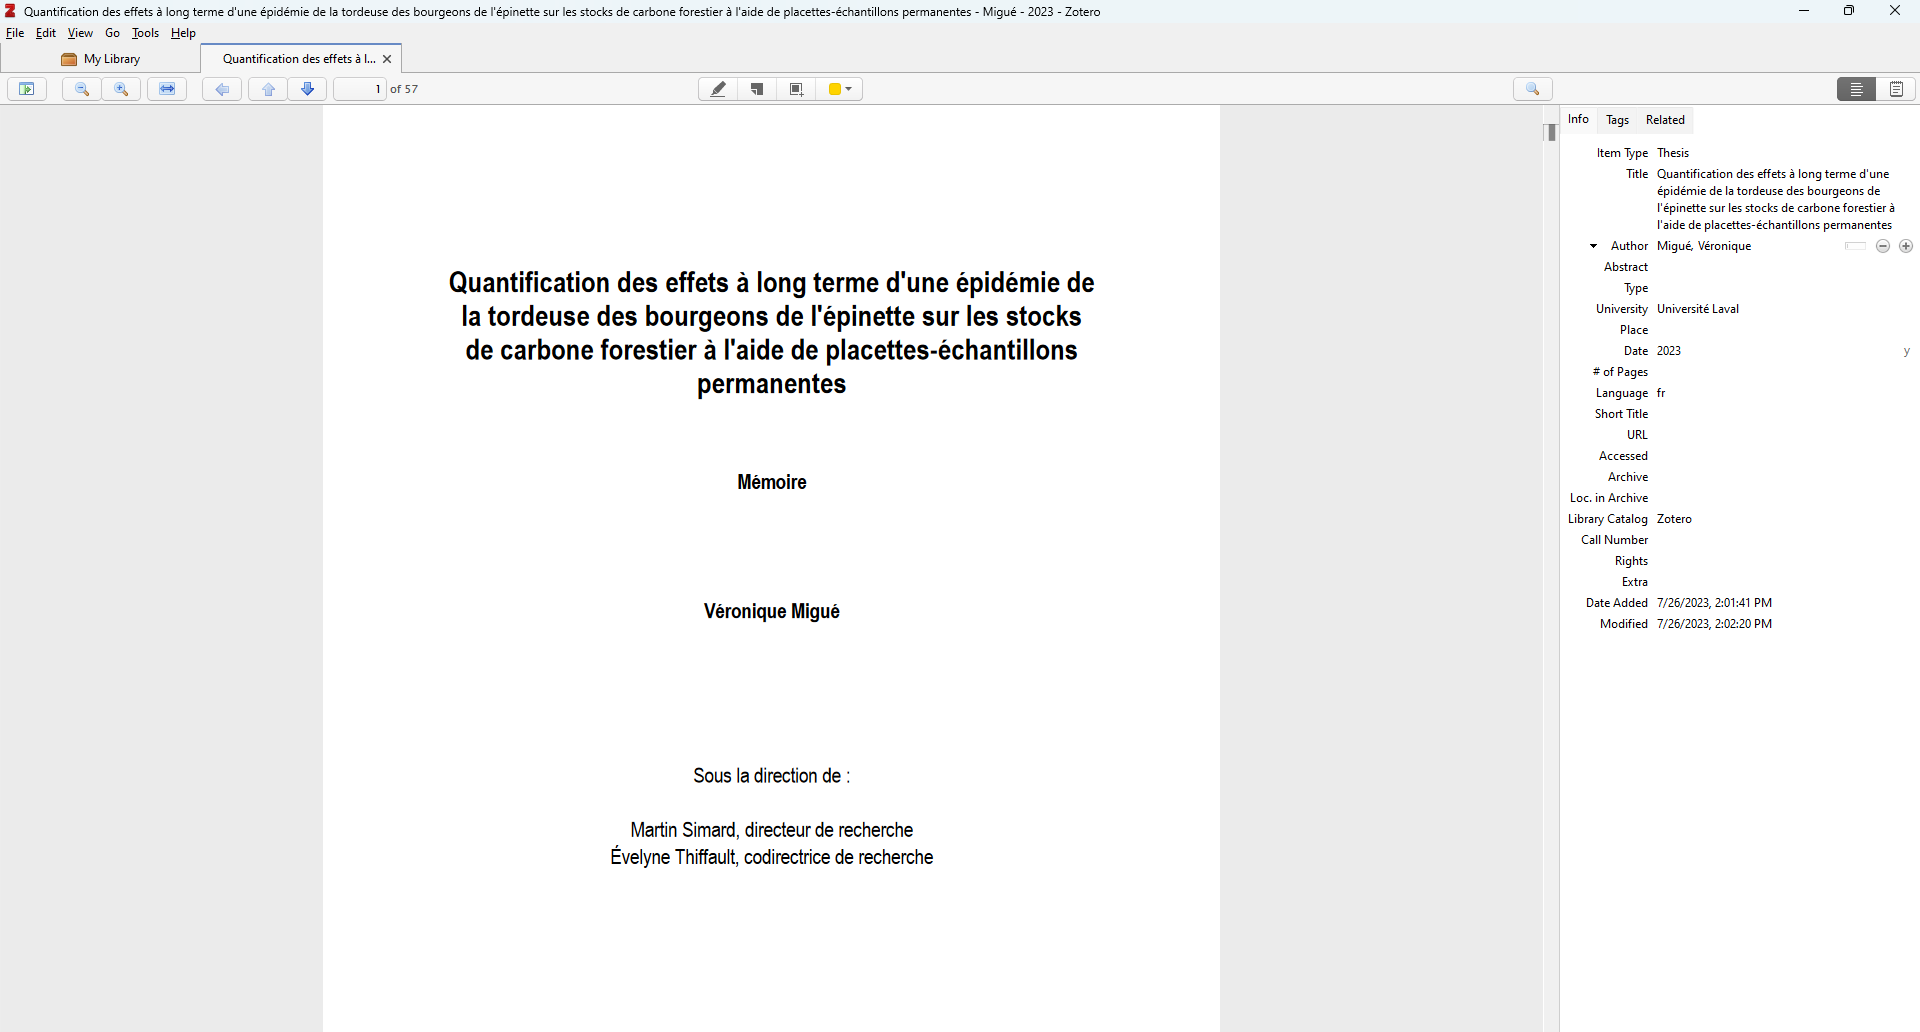 Quantification des effets à long terme d'une épidémie de la tordeuse des bourgeons de l'épinette sur les stocks de carbone forestier à l'aide de placettes-échantillons permanentes - Migué - 2023 - Zotero
File Edit View Go Tools Help
My Library
Quantification des effets à l...
1 of 57
Quantification des effets à long terme d'une épidémie de
la tordeuse des bourgeons de l'épinette sur les stocks
de carbone forestier à l'aide de placettes-échantillons
permanentes
Mémoire
Véronique Migué
Sous la direction de :
Martin Simard, directeur de recherche
Évelyne Thiffault, codirectrice de recherche
Info Tags Related
Item Type Thesis
Title Quantification des effets à long terme d'une
épidémie de la tordeuse des bourgeons de
l'épinette sur les stocks de carbone forestier à
l'aide de placettes-échantillons permanentes
Author Migué, Véronique
Abstract
Type
University Université Laval
Place
Date 2023 y
# of Pages
Language fr
Short Title
URL
Accessed
Archive
Loc. in Archive
Library Catalog Zotero
Call Number
Rights
Extra
Date Added 7/26/2023, 2:01:41 PM
Modified 7/26/2023, 2:02:20 PM